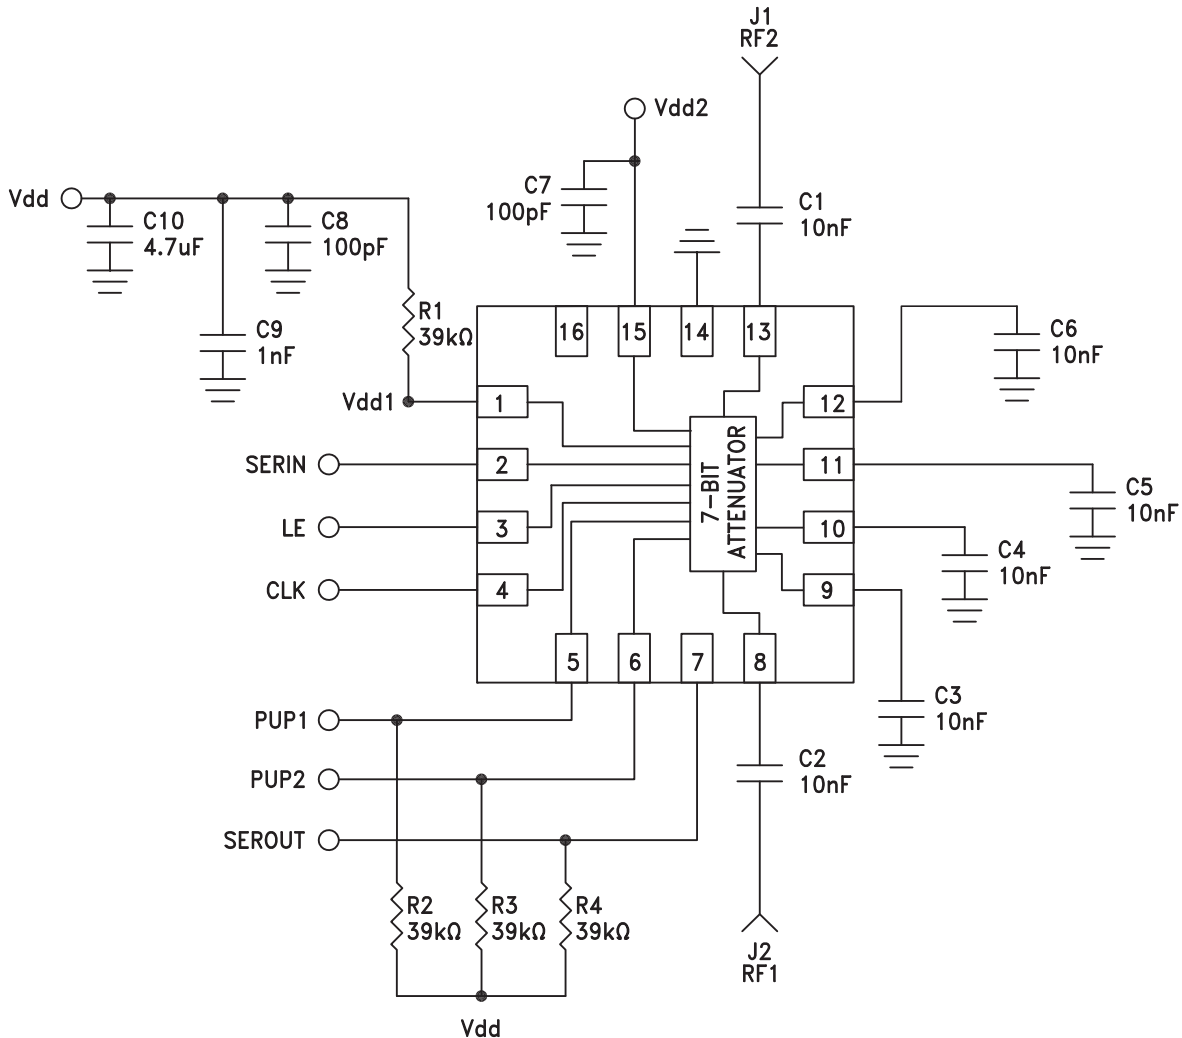 J1
RF2
Vdd2
Vdd
C10
4.7uF
C8
100pF
C7
100pF
C1
10nF
C9
1nF
R1
39kΩ
Vdd1
16
15
14
13
C6
10nF
1
12
SERIN
2
11
C5
10nF
7-BIT
ATTENUATOR
LE
3
10
C4
10nF
CLK
4
9
5
6
7
8
C3
10nF
PUP1
PUP2
C2
10nF
SEROUT
R2
39kΩ
R3
39kΩ
R4
39kΩ
J2
RF1
Vdd